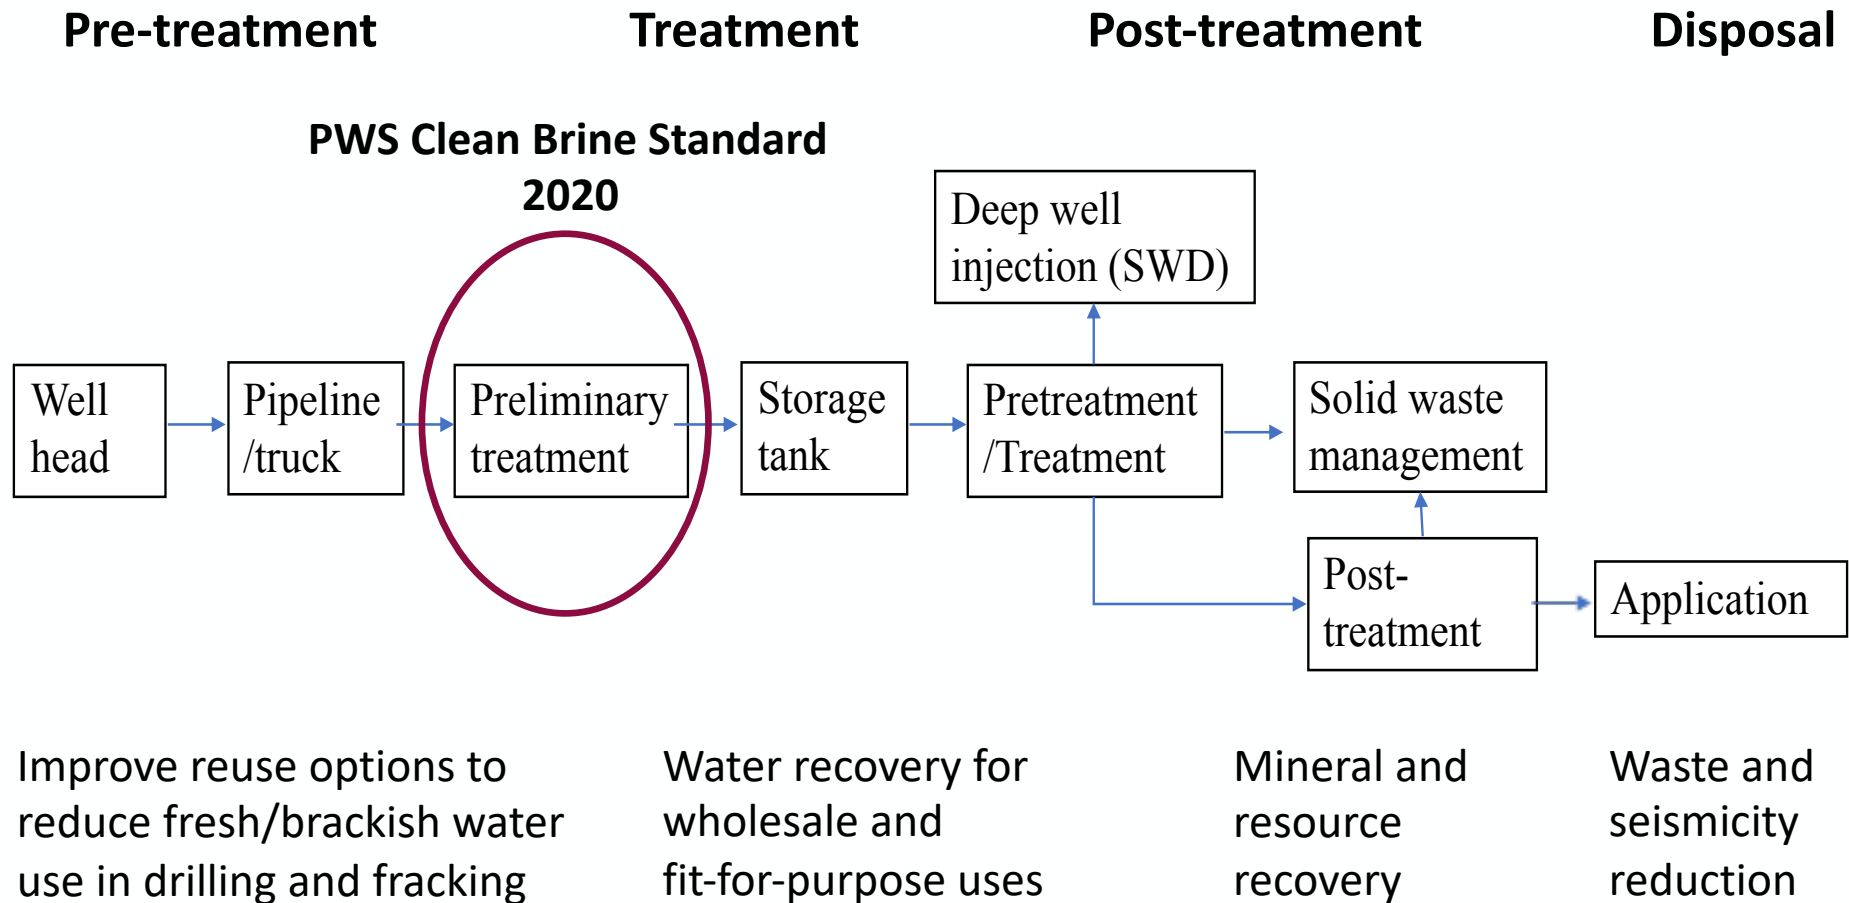 Pre-treatment
Treatment
Post-treatment
Disposal
PWS Clean Brine Standard
2020
Deep well
injection (SWD)
Well
head
Pipeline
/truck
Preliminary
treatment
Storage
tank
Pretreatment
/Treatment
Solid waste
management
Post-
treatment
Application
Improve reuse options to
reduce fresh/brackish water
use in drilling and fracking
Water recovery for
wholesale and
fit-for-purpose uses
Mineral and
resource
recovery
Waste and
seismicity
reduction